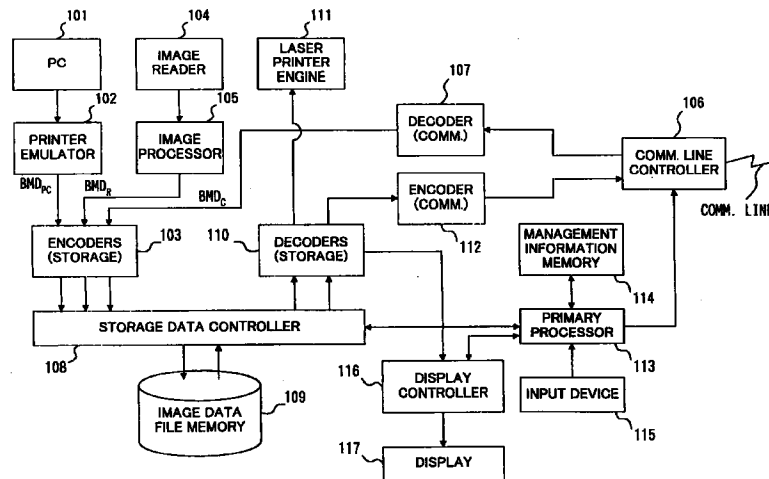 101
104
111
PC
IMAGE
READER
LASER
PRINTER
ENGINE
102
105
107
106
PRINTER
EMULATOR
IMAGE
PROCESSOR
DECODER
(COMM.)
COMM. LINE
CONTROLLER
BMDPC
BMDR
BMDC
COMM. LINE
ENCODERS
(STORAGE)
103
110
DECODERS
(STORAGE)
ENCODER
(COMM.)
112
MANAGEMENT
INFORMATION
MEMORY
114
STORAGE DATA CONTROLLER
108
PRIMARY
PROCESSOR
113
IMAGE DATA
FILE MEMORY
109
116
DISPLAY
CONTROLLER
INPUT DEVICE
115
117
DISPLAY